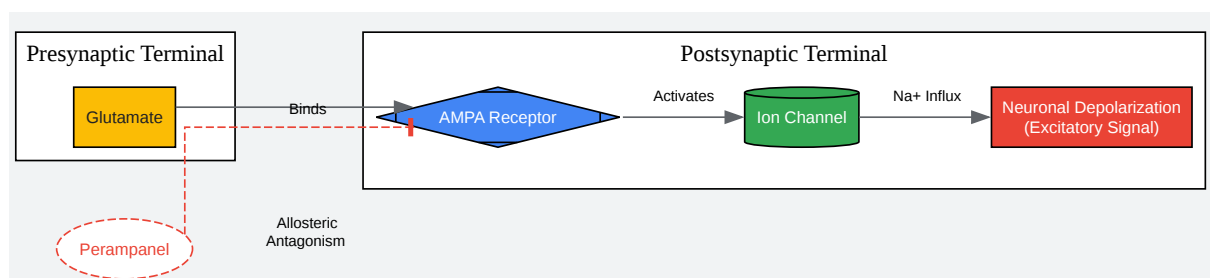 Presynaptic Terminal
Postsynaptic Terminal
Glutamate
Binds
AMPA Receptor
Activates
Ion Channel
Na+ Influx
Neuronal Depolarization
(Excitatory Signal)
Allosteric
Antagonism
Perampanel